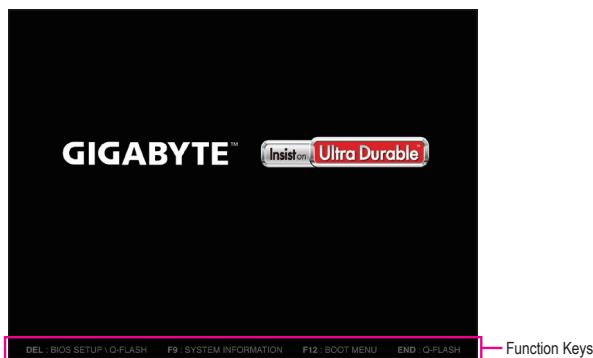 GIGABYTE™
Insist on Ultra Durable™
DEL : BIOS SETUP \ Q-FLASH F9 : SYSTEM INFORMATION F12 : BOOT MENU END : Q-FLASH
Function Keys